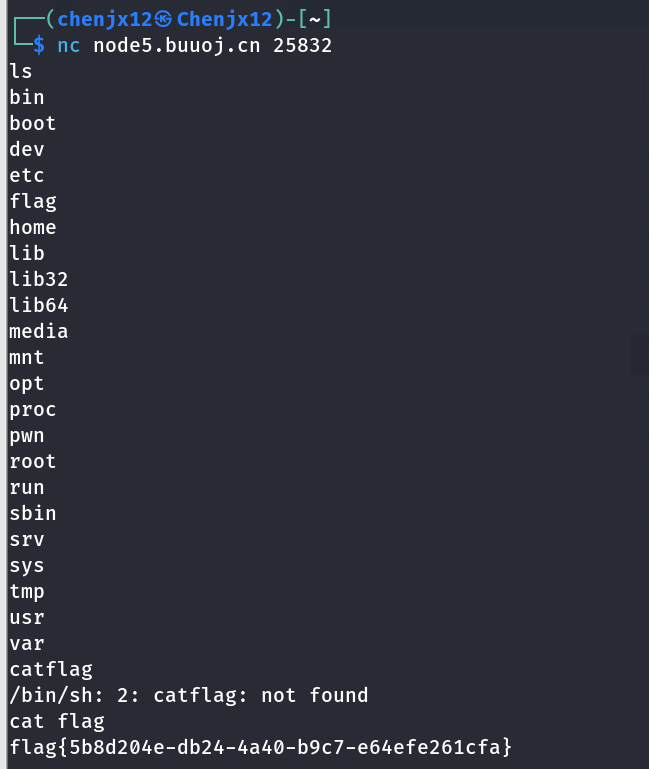 ┌──(chenjx12㉿Chenjx12)-[~]
└─$ nc node5.buuoj.cn 25832
ls
bin
boot
dev
etc
flag
home
lib
lib32
lib64
media
mnt
opt
proc
pwn
root
run
sbin
srv
sys
tmp
usr
var
catflag
/bin/sh: 2: catflag: not found
cat flag
flag{5b8d204e-db24-4a40-b9c7-e64efe261cfa}